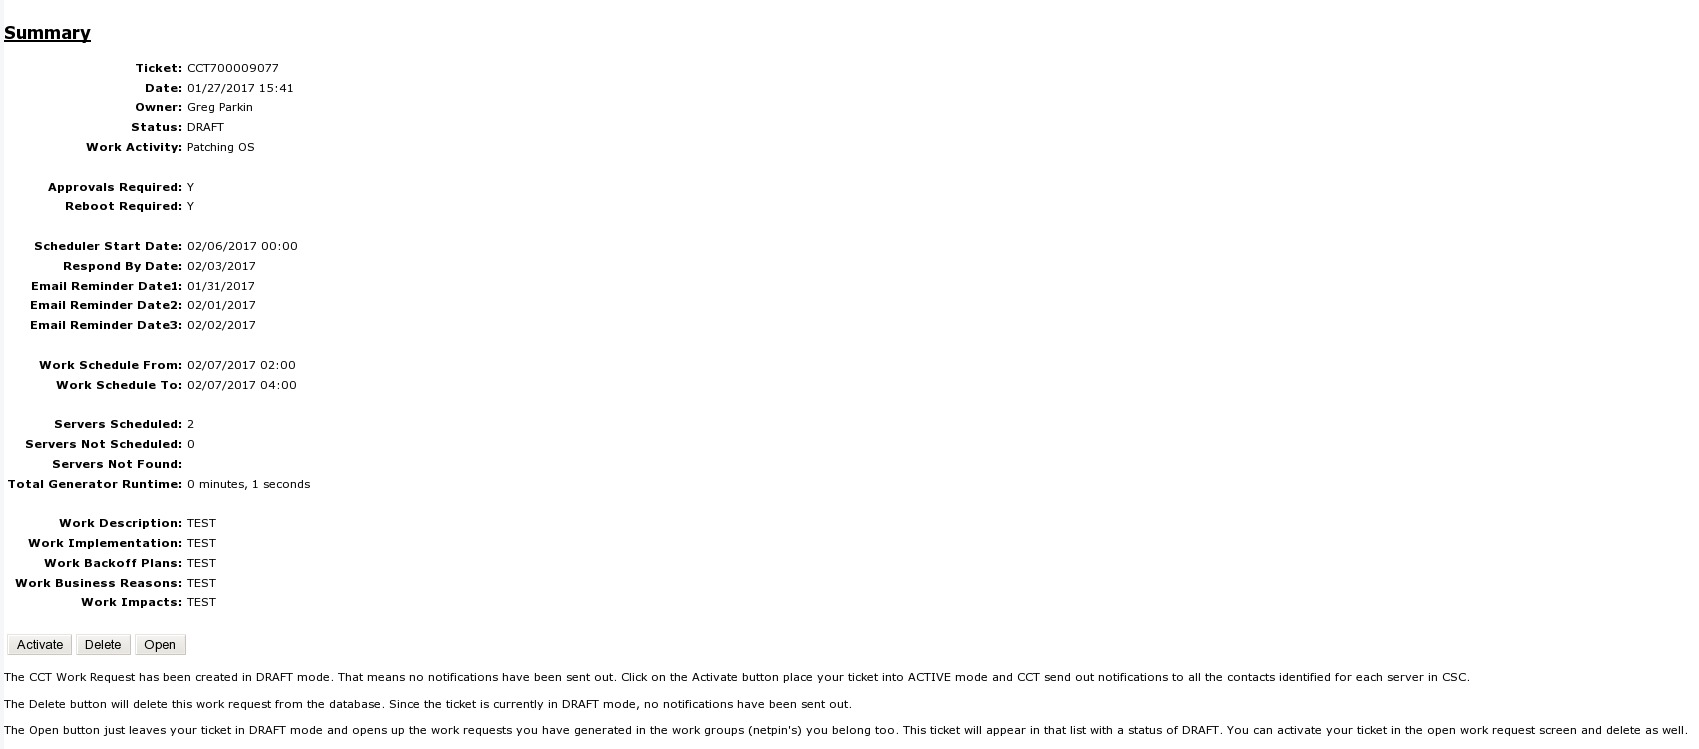 Summary
Ticket: CCT700009077
Date: 01/27/2017 15:41
Owner: Greg Parkin
Status: DRAFT
Work Activity: Patching OS
Approvals Required: Y
Reboot Required: Y
Scheduler Start Date: 02/06/2017 00:00
Respond By Date: 02/03/2017
Email Reminder Date1: 01/31/2017
Email Reminder Date2: 02/01/2017
Email Reminder Date3: 02/02/2017
Work Schedule From: 02/07/2017 02:00
Work Schedule To: 02/07/2017 04:00
Servers Scheduled: 2
Servers Not Scheduled: 0
Servers Not Found:
Total Generator Runtime: 0 minutes, 1 seconds
Work Description: TEST
Work Implementation: TEST
Work Backoff Plans: TEST
Work Business Reasons: TEST
Work Impacts: TEST
Activate Delete Open
The CCT Work Request has been created in DRAFT mode. That means no notifications have been sent out. Click on the Activate button place your ticket into ACTIVE mode and CCT send out notifications to all the contacts identified for each server in CSC.
The Delete button will delete this work request from the database. Since the ticket is currently in DRAFT mode, no notifications have been sent out.
The Open button just leaves your ticket in DRAFT mode and opens up the work requests you have generated in the work groups (netpin's) you belong too. This ticket will appear in that list with a status of DRAFT. You can activate your ticket in the open work request screen and delete as well.